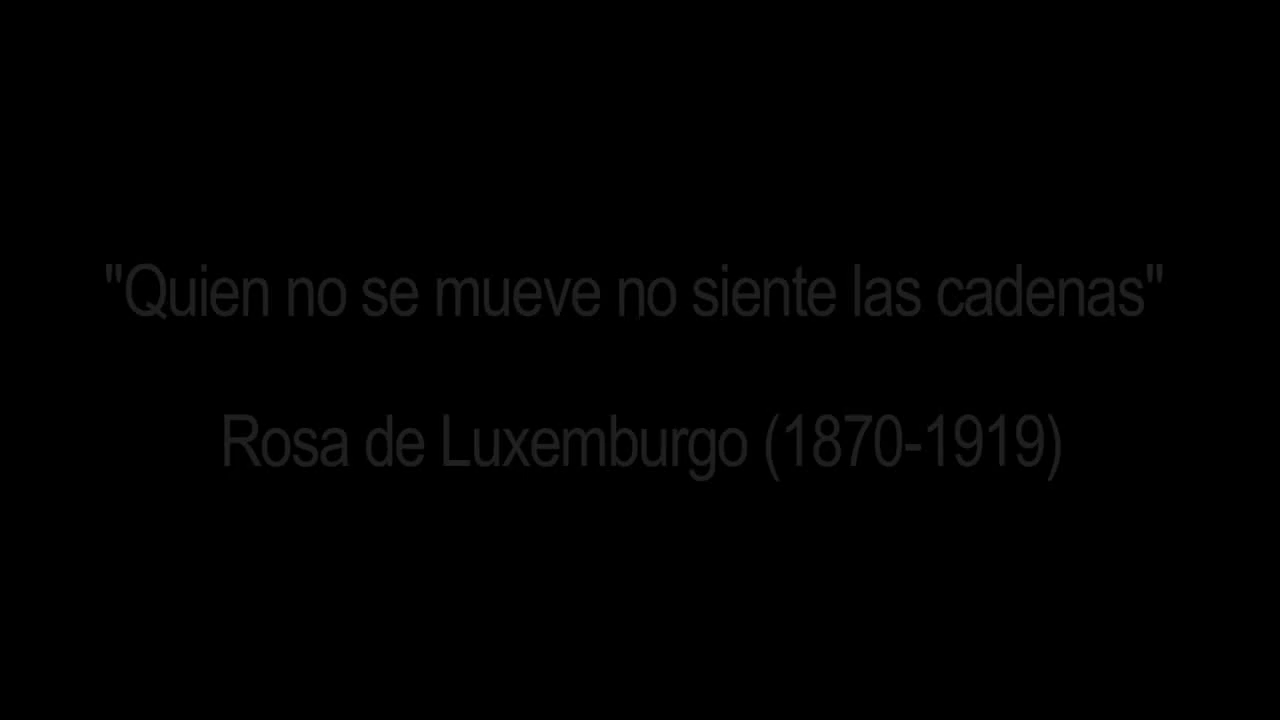 "Quien no se mueve no siente las cadenas"
Rosa de Luxemburgo (1870-1919)